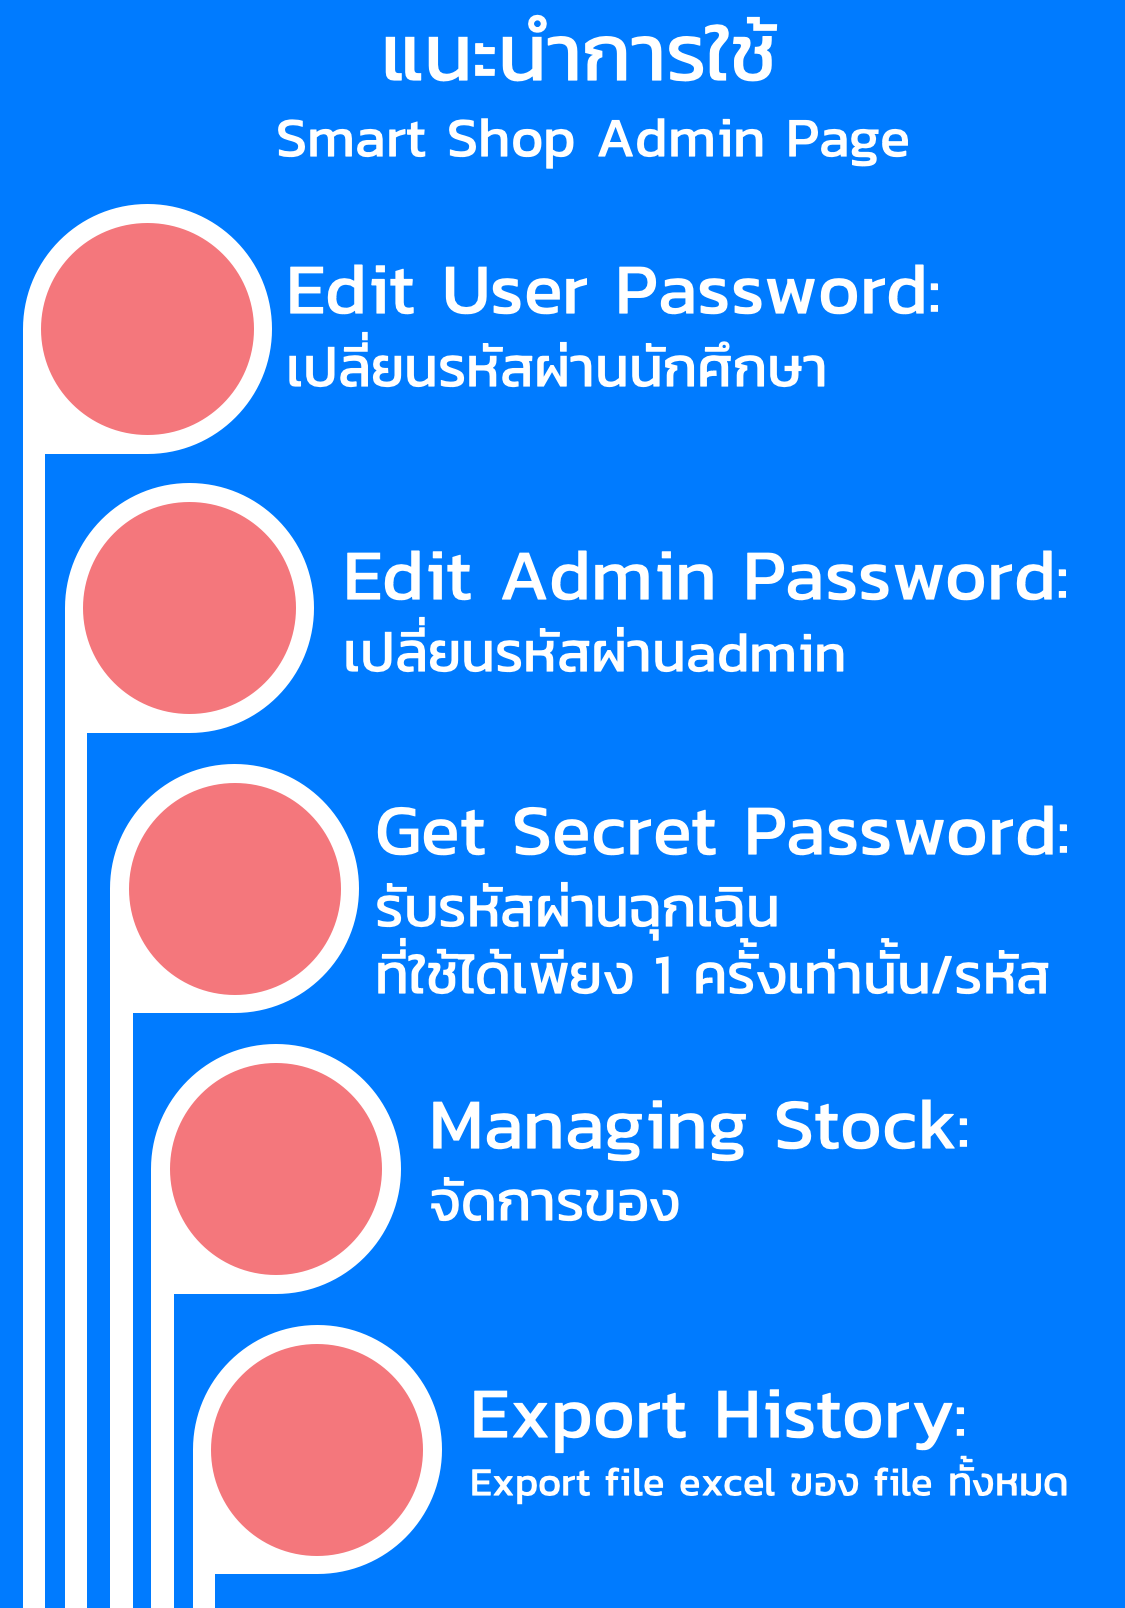 แนะนำการใช้
Smart Shop Admin Page
Edit User Password:
เปลี่ยนรหัสผ่านนักศึกษา
Edit Admin Password:
เปลี่ยนรหัสผ่านadmin
Get Secret Password:
รับรหัสผ่านฉุกเฉิน
ที่ใช้ได้เพียง 1 ครั้งเท่านั้น/รหัส
Managing Stock:
จัดการของ
Export History:
Export file excel ของ file ทั้งหมด